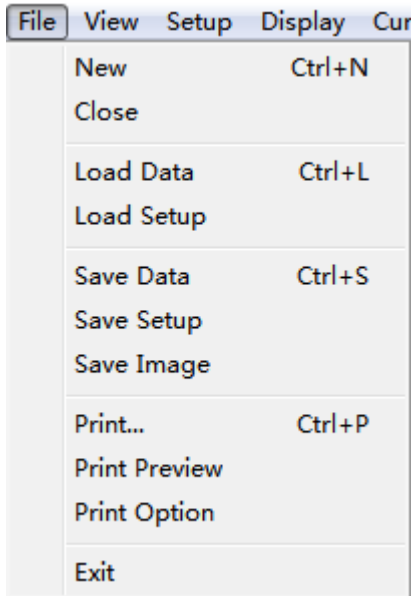 File View Setup Display Cur
New Ctrl+N
Close
Load Data Ctrl+L
Load Setup
Save Data Ctrl+S
Save Setup
Save Image
Print... Ctrl+P
Print Preview
Print Option
Exit